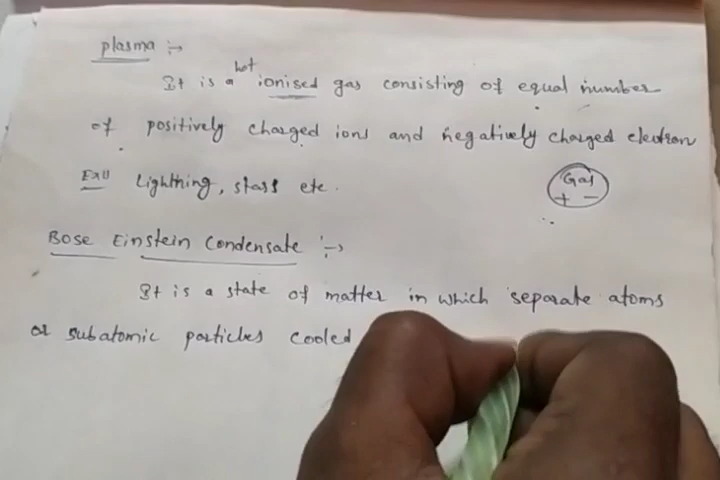 plasma :→
It is a hot ionised gas consisting of equal number
of positively charged ions and negatively charged electron
Ex:// Lightning, stars etc.
Gas
+ −
Bose Einstein Condensate :→
It is a state of matter in which separate atoms
or subatomic particles cooled